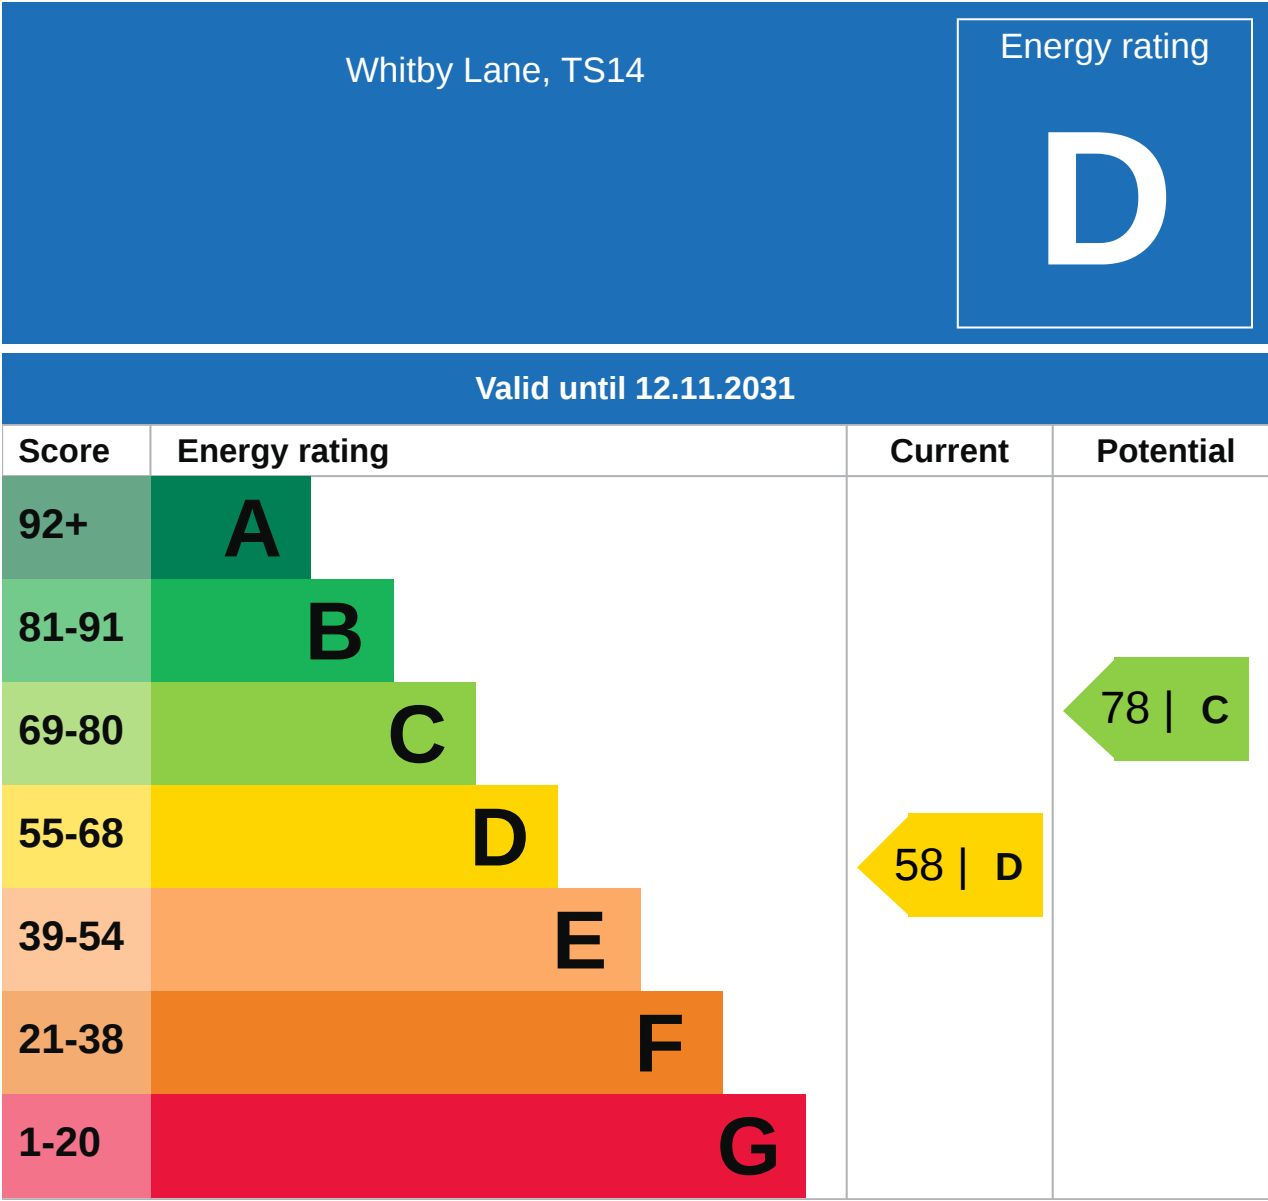 Whitby Lane, TS14
Energy rating
D
Valid until 12.11.2031
Score Energy rating Current Potential
92+ A
81-91 B
69-80 C
78 | C
55-68 D
58 | D
39-54 E
21-38 F
1-20 G